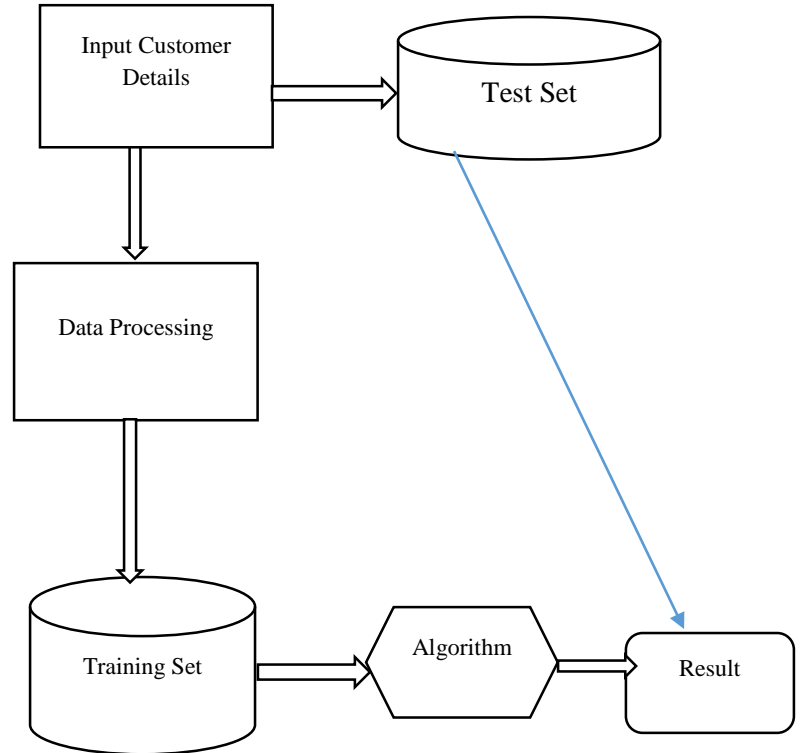 Input Customer
Details
Test Set
Data Processing
Training Set
Algorithm
Result